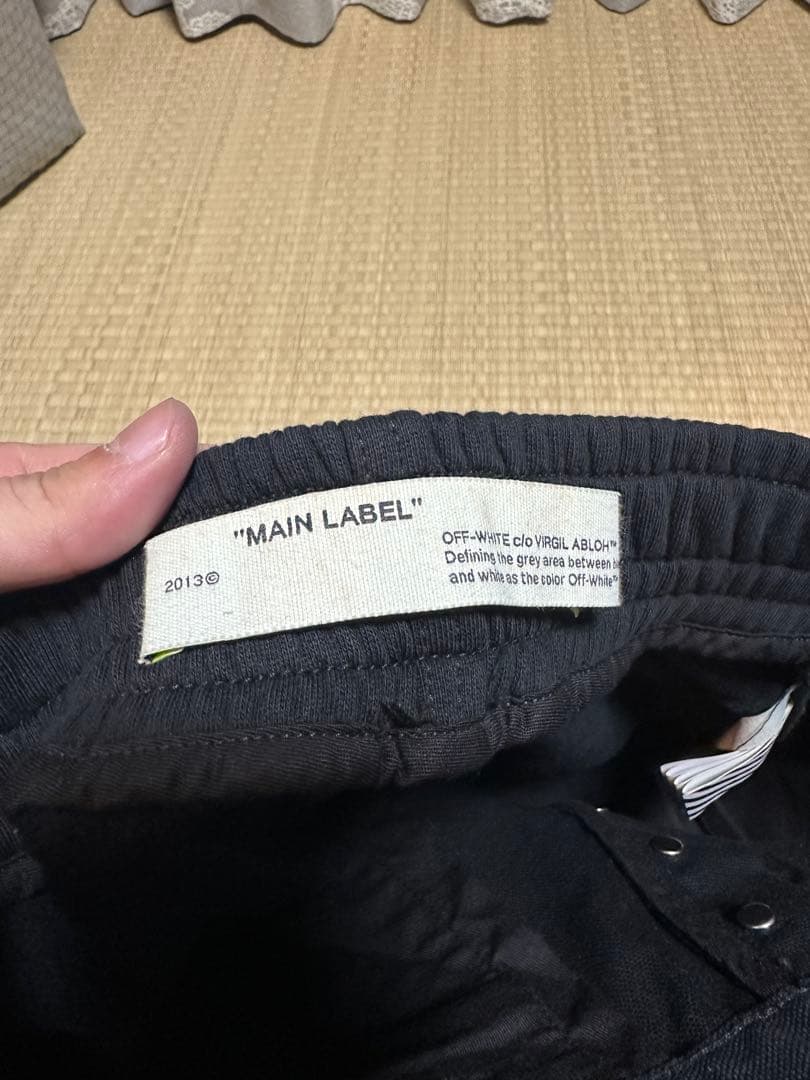 "MAIN LABEL"
2013©
OFF-WHITE c/o VIRGIL ABLOH™
Defining the grey area between
and white as the color Off-White™